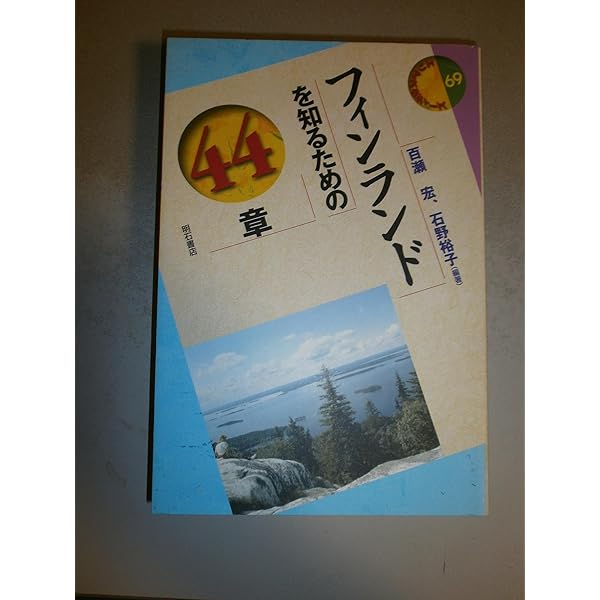 フィンランド
を知るための
44
章
百瀬 宏、石野裕子(編著)
明石書店
69